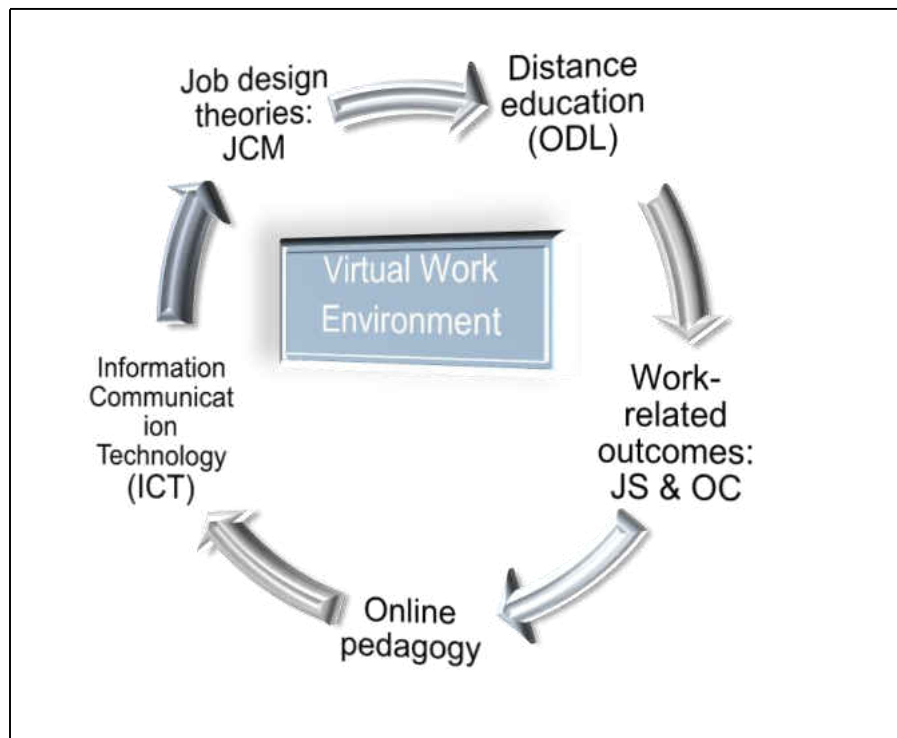 Job design
theories:
JCM
Distance
education
(ODL)
Virtual Work
Environment
Work-
related
outcomes:
JS & OC
Online
pedagogy
Information
Communicat
ion
Technology
(ICT)